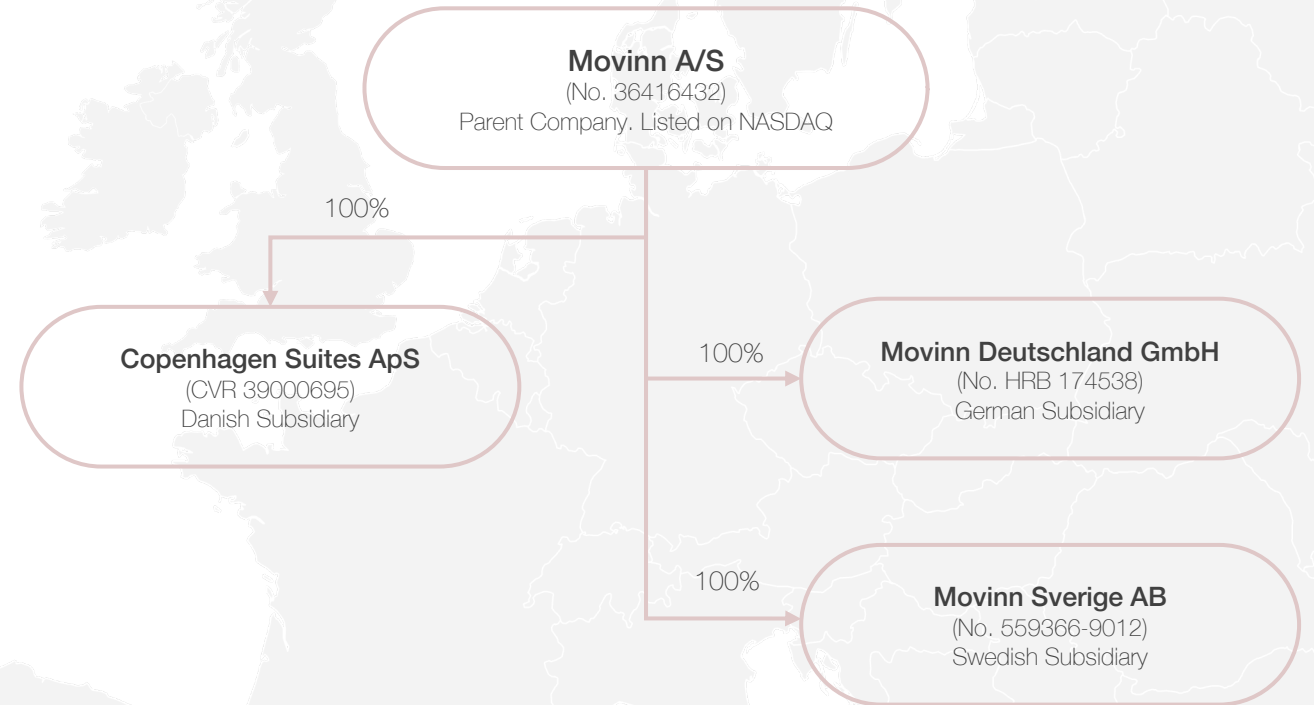 Movinn A/S
(No. 36416432)
Parent Company. Listed on NASDAQ
100%
Copenhagen Suites ApS
(CVR 39000695)
Danish Subsidiary
100%
Movinn Deutschland GmbH
(No. HRB 174538)
German Subsidiary
100%
Movinn Sverige AB
(No. 559366-9012)
Swedish Subsidiary